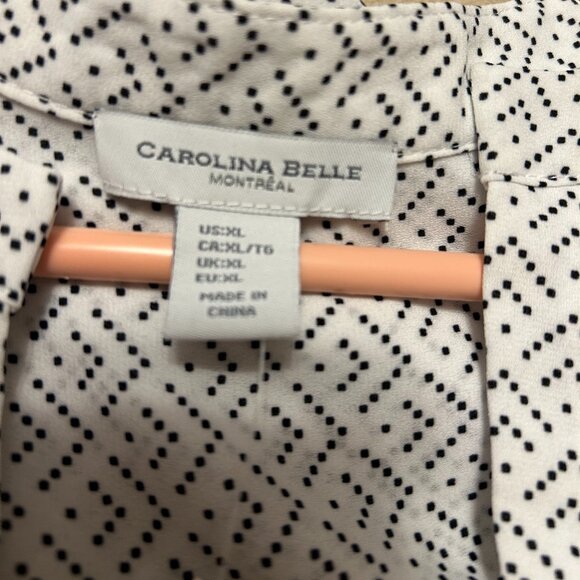 CAROLINA BELLE
MONTRÉAL
US:XL
CA:XL/TG
UK:XL
EU:XL
MADE IN
CHINA